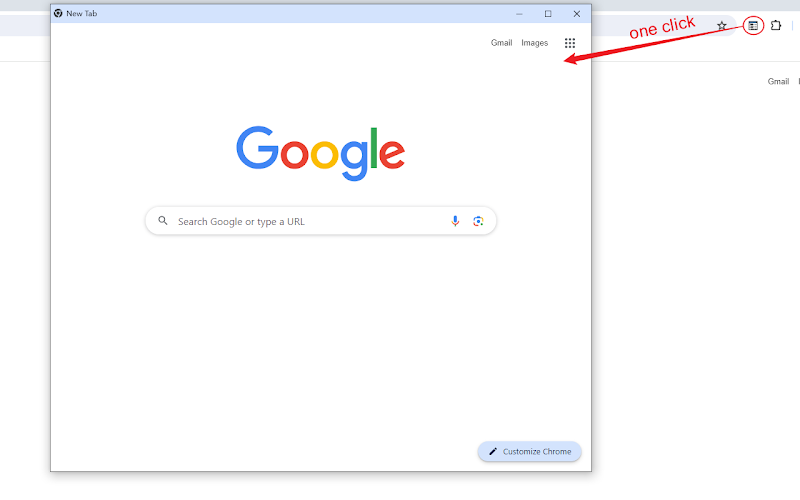 New Tab
one click
Gmail Images
Gmail
Google
Search Google or type a URL
Customize Chrome